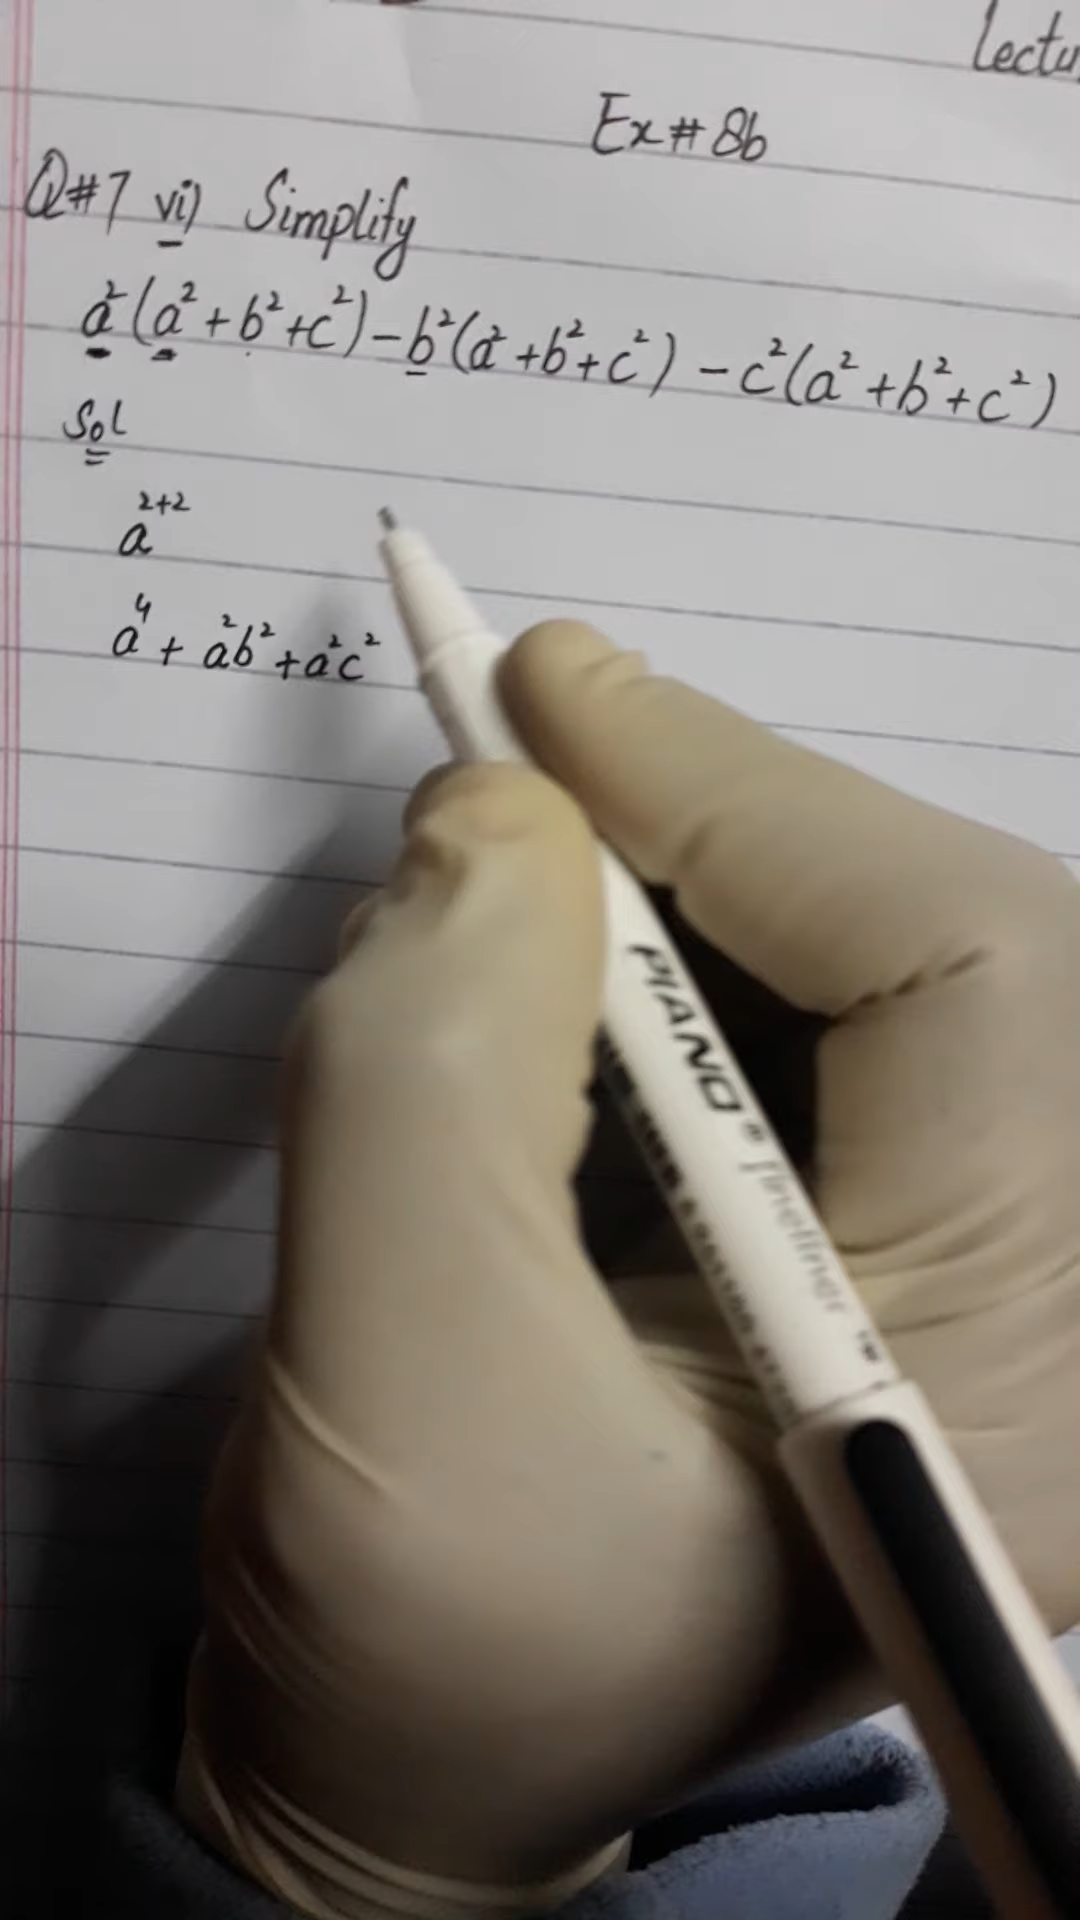 Lectu
Ex# 8b
Q#7 vi) Simplify
a²(a²+b²+c²)-b²(a²+b²+c²)-c²(a²+b²+c²)
Sol
a²⁺²
a⁴+a²b²+a²c²
PIANO® fineliner